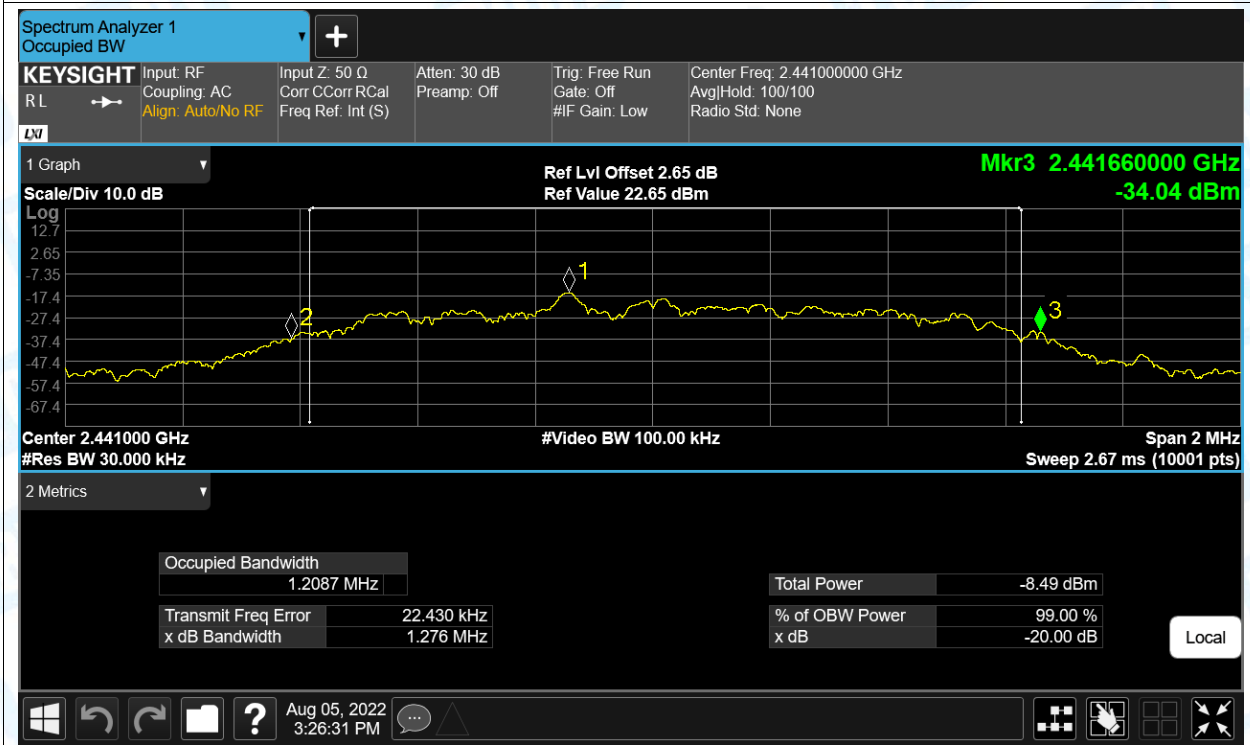 Spectrum Analyzer 1
Occupied BW
KEYSIGHT
R L
LXI
Input: RF
Coupling: AC
Align: Auto/No RF
Input Z: 50 Ω
Corr CCorr RCal
Freq Ref: Int (S)
Atten: 30 dB
Preamp: Off
Trig: Free Run
Gate: Off
#IF Gain: Low
Center Freq: 2.441000000 GHz
Avg|Hold: 100/100
Radio Std: None
1 Graph
Scale/Div 10.0 dB
Ref Lvl Offset 2.65 dB
Ref Value 22.65 dBm
Mkr3 2.441660000 GHz
-34.04 dBm
Log
12.7
2.65
-7.35
-17.4
-27.4
-37.4
-47.4
-57.4
-67.4
1
2
3
Center 2.441000 GHz
#Video BW 100.00 kHz
Span 2 MHz
#Res BW 30.000 kHz
Sweep 2.67 ms (10001 pts)
2 Metrics
Occupied Bandwidth
1.2087 MHz
Total Power -8.49 dBm
Transmit Freq Error 22.430 kHz
% of OBW Power 99.00 %
x dB Bandwidth 1.276 MHz
x dB -20.00 dB
Local
?
Aug 05, 2022
3:26:31 PM